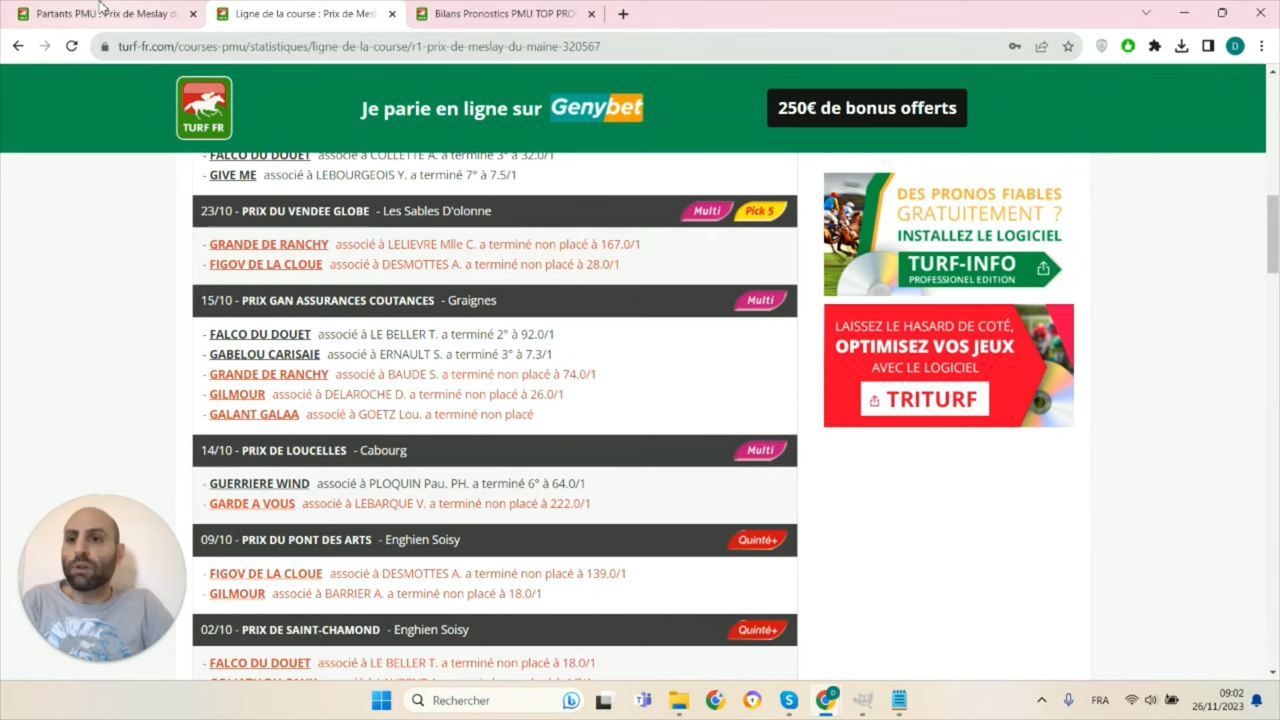 Partants PMU : Prix de Meslay d
Ligne de la course : Prix de Mesl
Bilans Pronostics PMU TOP PRO
turf-fr.com/courses-pmu/statistiques/ligne-de-la-course/r1-prix-de-meslay-du-maine-320567
D
TURF FR
Je parie en ligne sur Genybet
250€ de bonus offerts
- FALCO DU DOUET associé à COLLETTE A. a terminé 3° à 32.0/1
- GIVE ME associé à LEBOURGEOIS Y. a terminé 7° à 7.5/1
23/10 - PRIX DU VENDEE GLOBE - Les Sables D'olonne Multi Pick 5
- GRANDE DE RANCHY associé à LELIEVRE Mlle C. a terminé non placé à 167.0/1
- FIGOV DE LA CLOUE associé à DESMOTTES A. a terminé non placé à 28.0/1
15/10 - PRIX GAN ASSURANCES COUTANCES - Graignes Multi
- FALCO DU DOUET associé à LE BELLER T. a terminé 2° à 92.0/1
- GABELOU CARISAIE associé à ERNAULT S. a terminé 3° à 7.3/1
- GRANDE DE RANCHY associé à BAUDE S. a terminé non placé à 74.0/1
- GILMOUR associé à DELAROCHE D. a terminé non placé à 26.0/1
- GALANT GALAA associé à GOETZ Lou. a terminé non placé
14/10 - PRIX DE LOUCELLES - Cabourg Multi
- GUERRIERE WIND associé à PLOQUIN Pau. PH. a terminé 6° à 64.0/1
- GARDE A VOUS associé à LEBARQUE V. a terminé non placé à 222.0/1
09/10 - PRIX DU PONT DES ARTS - Enghien Soisy Quinté+
- FIGOV DE LA CLOUE associé à DESMOTTES A. a terminé non placé à 139.0/1
- GILMOUR associé à BARRIER A. a terminé non placé à 18.0/1
02/10 - PRIX DE SAINT-CHAMOND - Enghien Soisy Quinté+
- FALCO DU DOUET associé à LE BELLER T. a terminé non placé à 18.0/1
DES PRONOS FIABLES
GRATUITEMENT ?
INSTALLEZ LE LOGICIEL
TURF-INFO
PROFESSIONEL EDITION
LAISSEZ LE HASARD DE COTÉ,
OPTIMISEZ VOS JEUX
AVEC LE LOGICIEL
TRITURF
Rechercher
FRA
09:02
26/11/2023